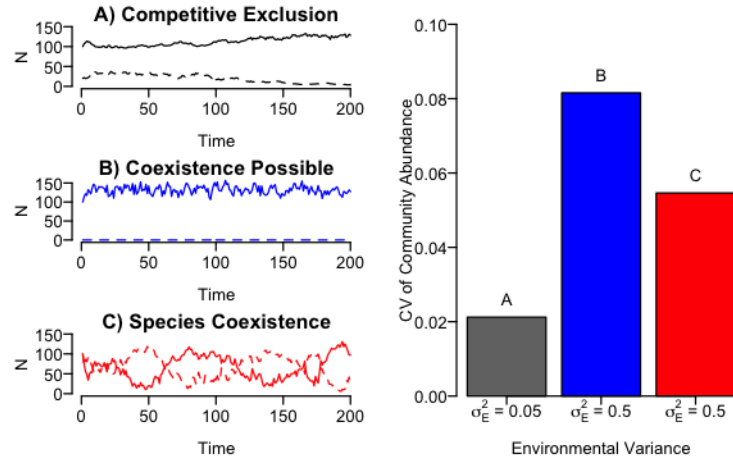 A) Competitive Exclusion
N
150
100
50
0
0 50 100 150 200
Time
B) Coexistence Possible
N
150
100
50
0
0 50 100 150 200
Time
C) Species Coexistence
N
150
100
50
0
0 50 100 150 200
Time
CV of Community Abundance
0.10
0.08
0.06
0.04
0.02
0.00
A
B
C
σ²_E = 0.05 σ²_E = 0.5 σ²_E = 0.5
Environmental Variance